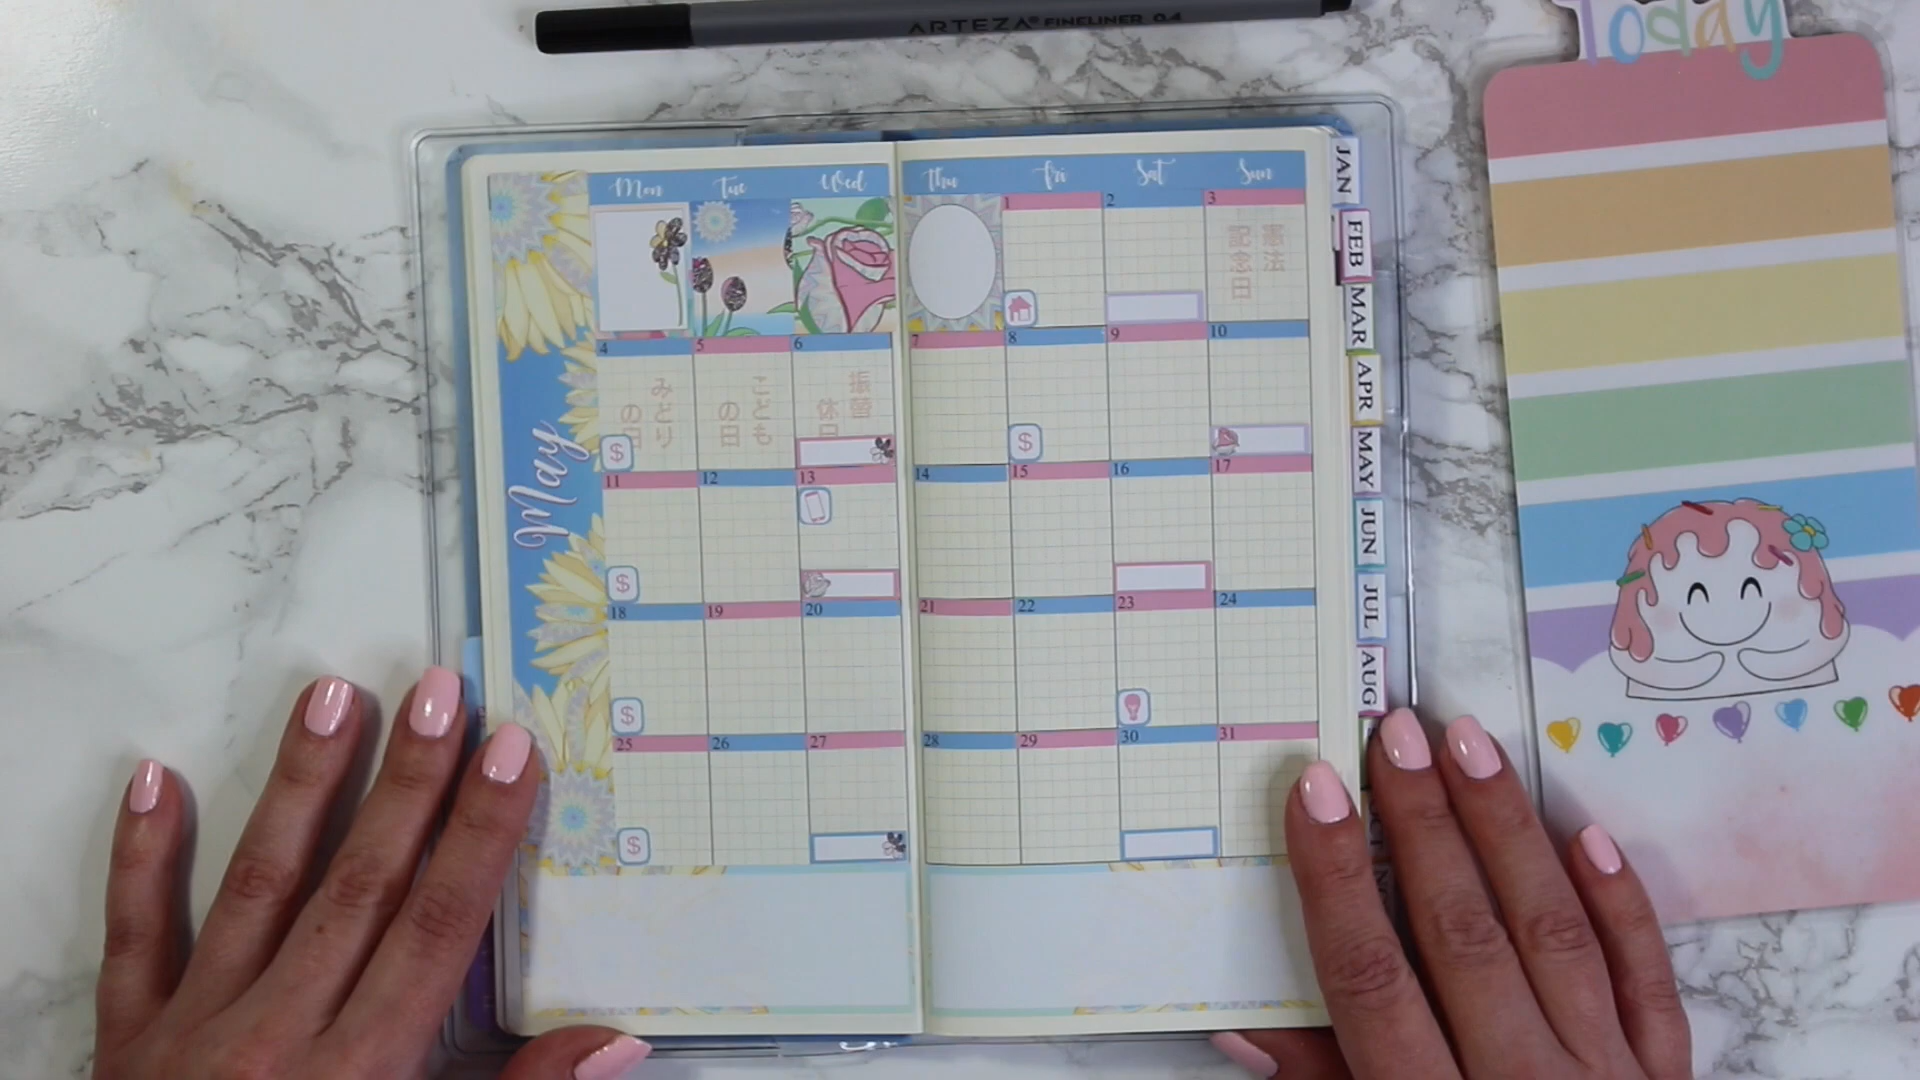 ARTEZA® FINELINER 0.4
Today
Mon Tue Wed Thu Fri Sat Sun
1 2 3
憲法
記念日
4 5 6 7 8 9 10
みどり
の日
こども
の日
振替
休日
$ $
May
11 12 13 14 15 16 17
$
18 19 20 21 22 23 24
$
25 26 27 28 29 30 31
$
JAN
FEB
MAR
APR
MAY
JUN
JUL
AUG